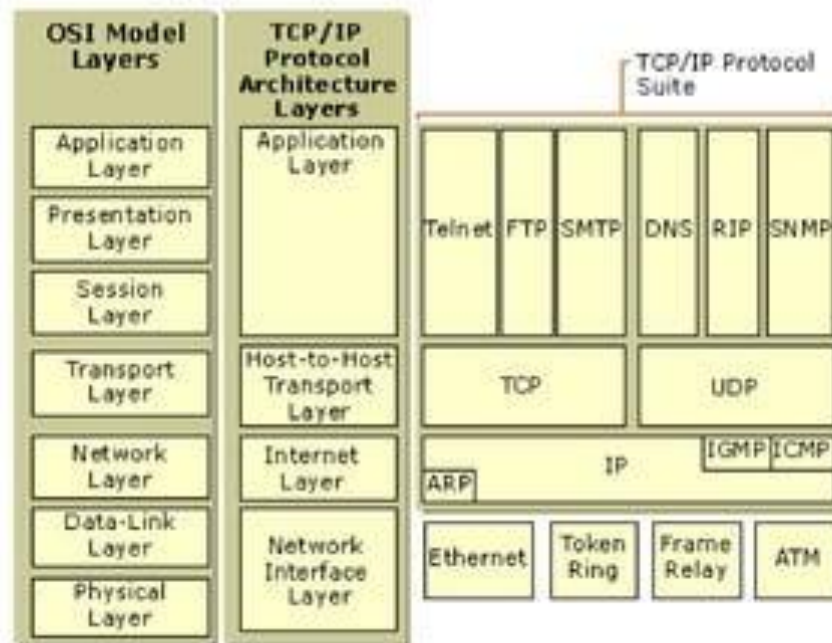 OSI Model
Layers
Application
Layer
Presentation
Layer
Session
Layer
Transport
Layer
Network
Layer
Data-Link
Layer
Physical
Layer
TCP/IP
Protocol
Architecture
Layers
Application
Layer
Host-to-Host
Transport
Layer
Internet
Layer
Network
Interface
Layer
TCP/IP Protocol
Suite
Telnet FTP SMTP DNS RIP SNMP
TCP UDP
IP IGMP ICMP
ARP
Ethernet
Token
Ring
Frame
Relay
ATM